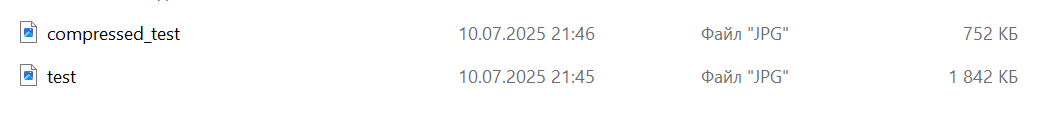 compressed_test 10.07.2025 21:46 Файл "JPG" 752 КБ
test 10.07.2025 21:45 Файл "JPG" 1 842 КБ